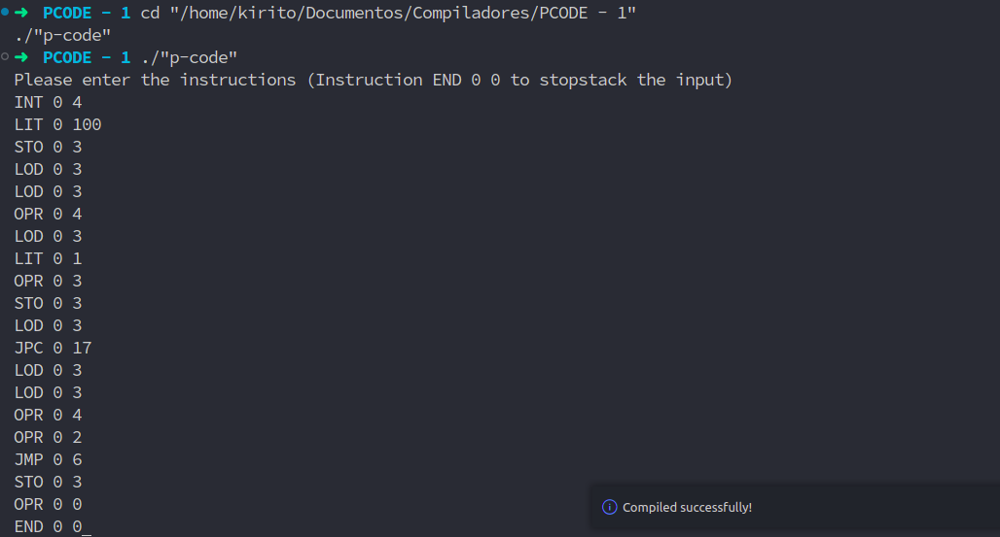 ➜ PCODE - 1 cd "/home/kirito/Documentos/Compiladores/PCODE - 1"
./"p-code"
➜ PCODE - 1 ./"p-code"
Please enter the instructions (Instruction END 0 0 to stopstack the input)
INT 0 4
LIT 0 100
STO 0 3
LOD 0 3
LOD 0 3
OPR 0 4
LOD 0 3
LIT 0 1
OPR 0 3
STO 0 3
LOD 0 3
JPC 0 17
LOD 0 3
LOD 0 3
OPR 0 4
OPR 0 2
JMP 0 6
STO 0 3
OPR 0 0
END 0 0_
Compiled successfully!